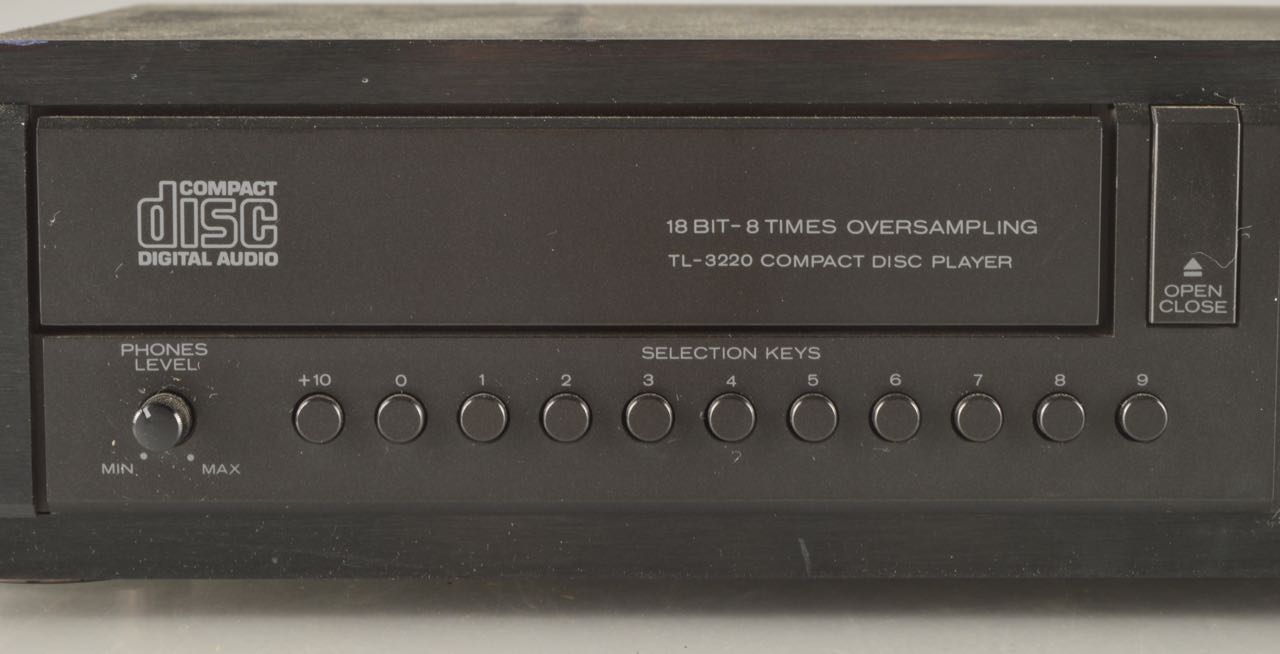 COMPACT
disc
DIGITAL AUDIO
18 BIT-8 TIMES OVERSAMPLING
TL-3220 COMPACT DISC PLAYER
OPEN
CLOSE
PHONES
LEVEL
MIN MAX
SELECTION KEYS
+10 0 1 2 3 4 5 6 7 8 9